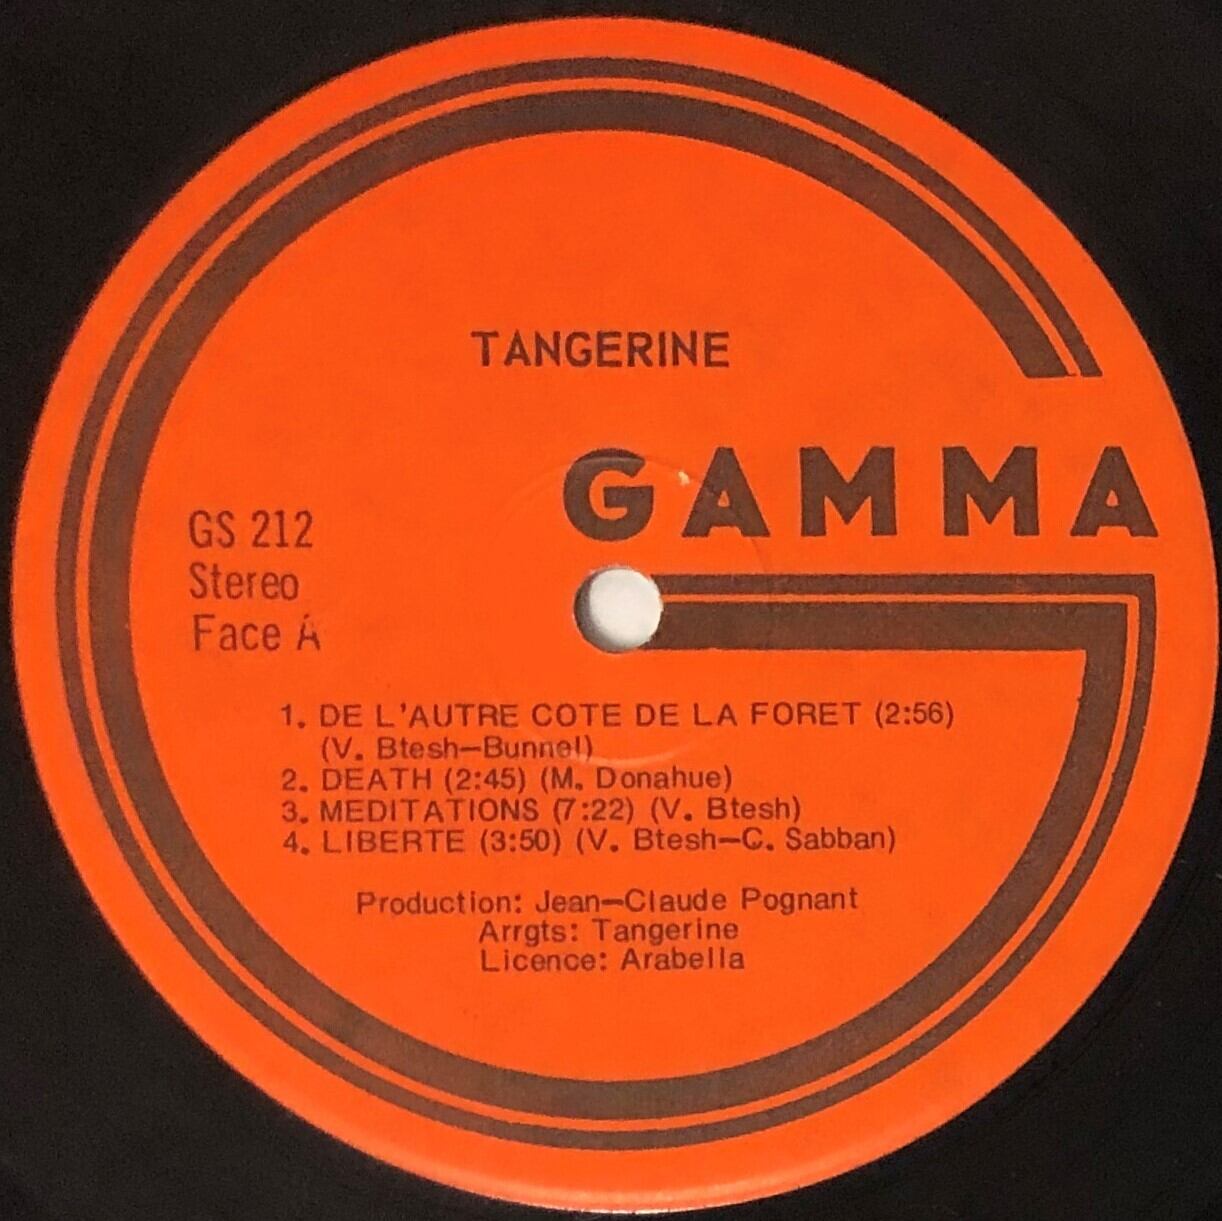 TANGERINE
GAMMA
GS 212
Stereo
Face A
1. DE L'AUTRE COTE DE LA FORET (2:56)
(V. Btesh—Bunnel)
2. DEATH (2:45) (M. Donahue)
3. MEDITATIONS (7:22) (V. Btesh)
4. LIBERTE (3:50) (V. Btesh—C. Sabban)
Production: Jean—Claude Pognant
Arrgts: Tangerine
Licence: Arabella